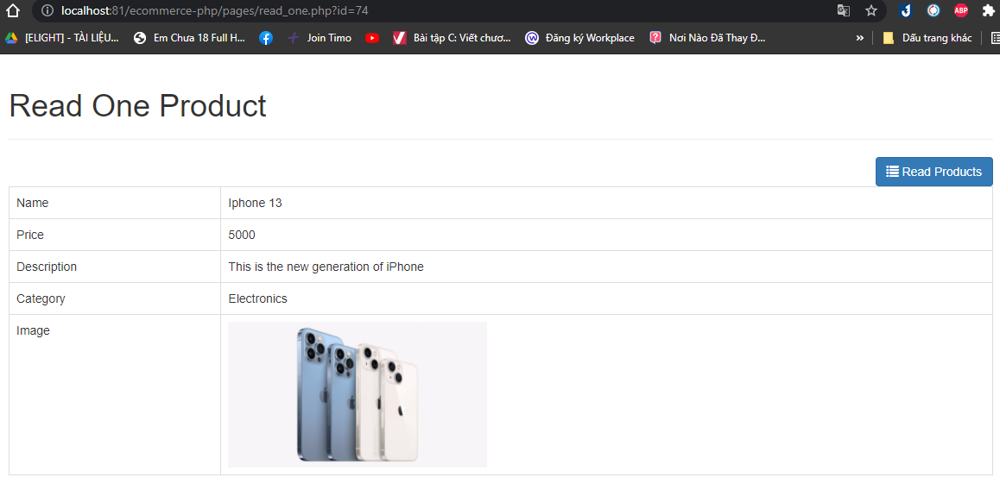 localhost:81/ecommerce-php/pages/read_one.php?id=74
ABP
[ELIGHT] - TÀI LIỆU... Em Chưa 18 Full H... Join Timo Bài tập C: Viết chươ... Đăng ký Workplace Nơi Nào Đã Thay Đ... » Dấu trang khác
Read One Product
Read Products
Name Iphone 13
Price 5000
Description This is the new generation of iPhone
Category Electronics
Image